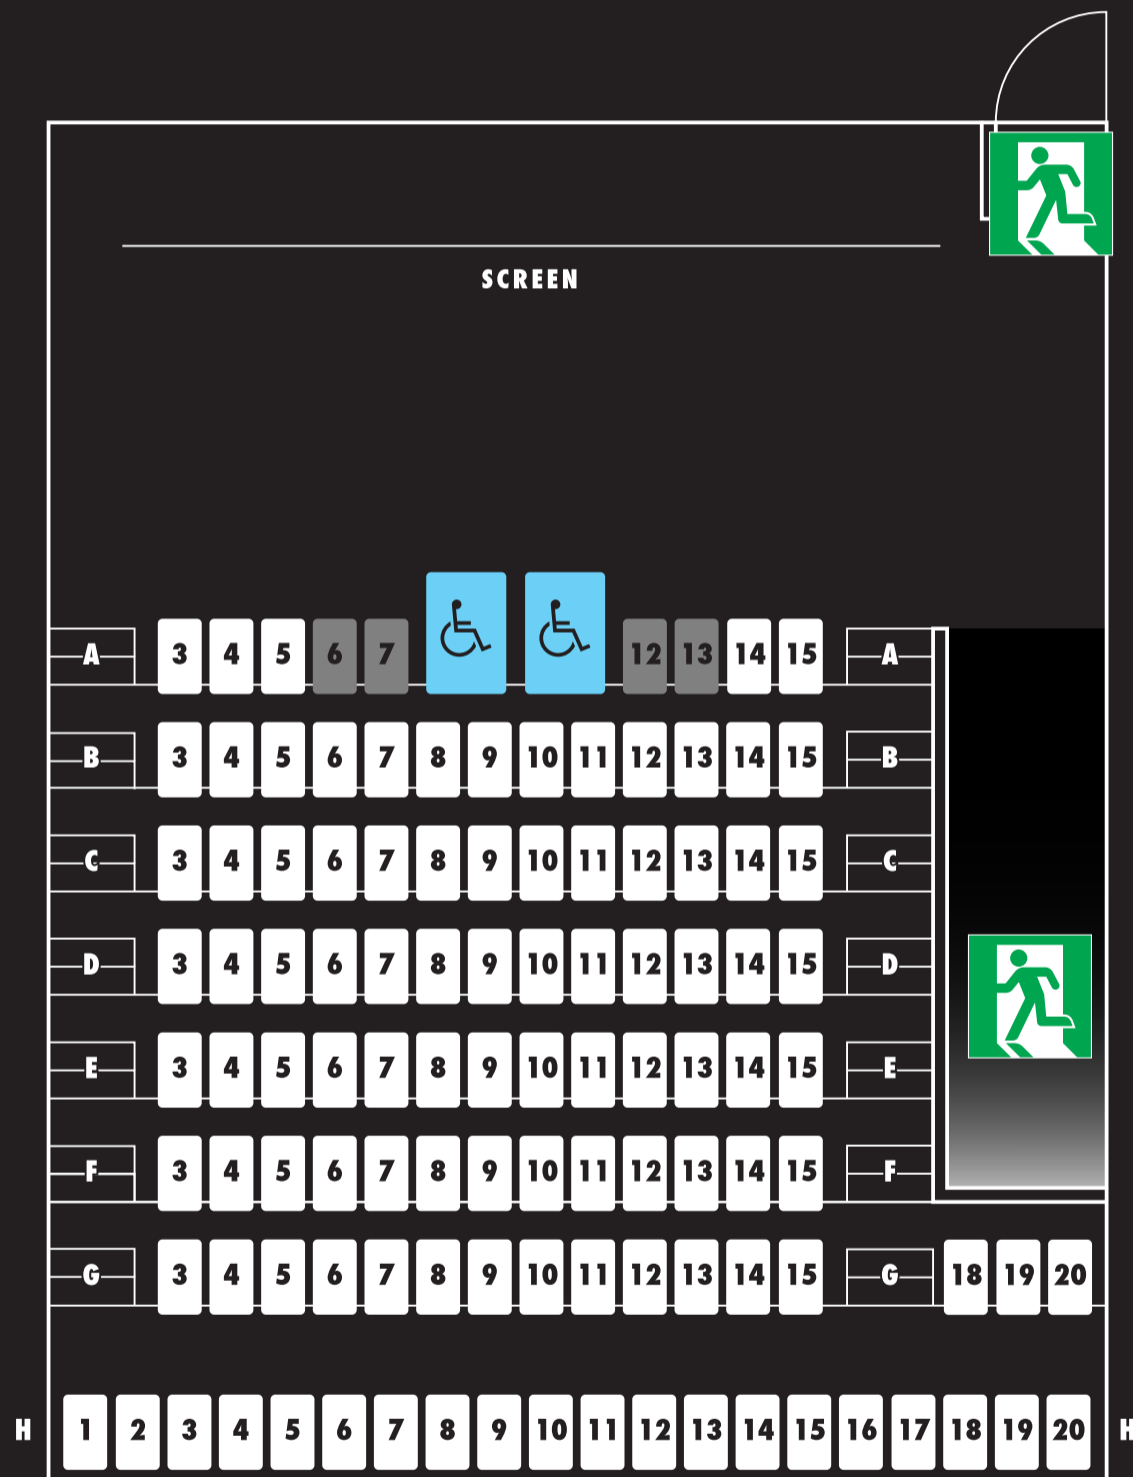 SCREEN
A 3 4 5 6 7 12 13 14 15 A
B 3 4 5 6 7 8 9 10 11 12 13 14 15 B
C 3 4 5 6 7 8 9 10 11 12 13 14 15 C
D 3 4 5 6 7 8 9 10 11 12 13 14 15 D
E 3 4 5 6 7 8 9 10 11 12 13 14 15 E
F 3 4 5 6 7 8 9 10 11 12 13 14 15 F
G 3 4 5 6 7 8 9 10 11 12 13 14 15 G 18 19 20
H 1 2 3 4 5 6 7 8 9 10 11 12 13 14 15 16 17 18 19 20 H